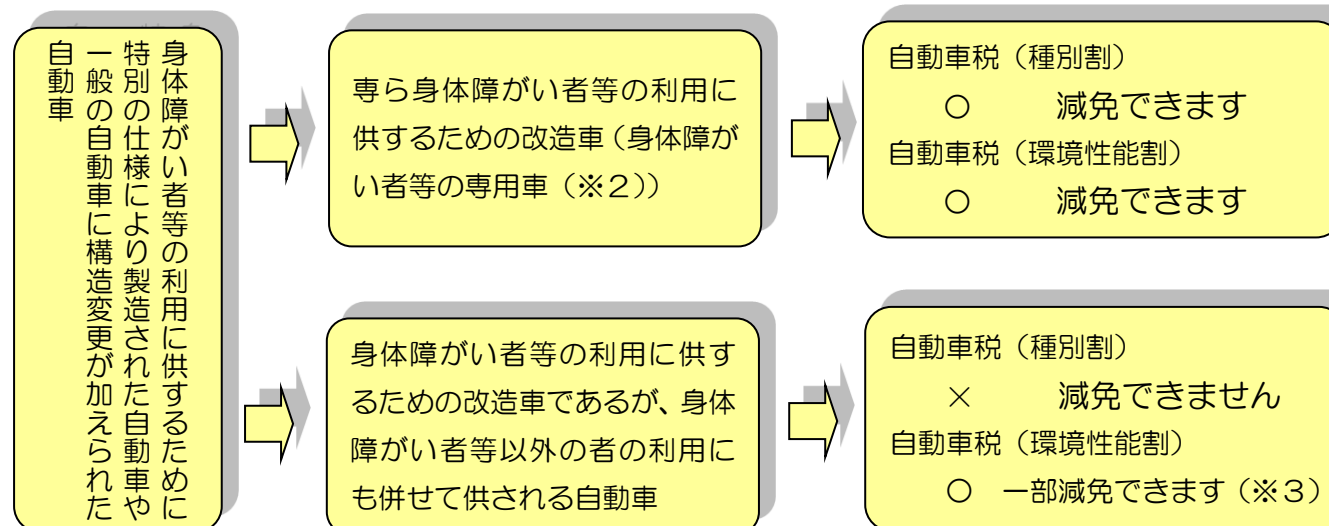 身体障がい者等の利用に供するために
特別の仕様により製造された自動車や
一般の自動車に構造変更が加えられた
自動車
専ら身体障がい者等の利用に
供するための改造車（身体障が
い者等の専用車（※２））
自動車税（種別割）
○　減免できます
自動車税（環境性能割）
○　減免できます
身体障がい者等の利用に供す
るための改造車であるが、身体
障がい者等以外の者の利用に
も併せて供される自動車
自動車税（種別割）
×　減免できません
自動車税（環境性能割）
○　一部減免できます（※３）